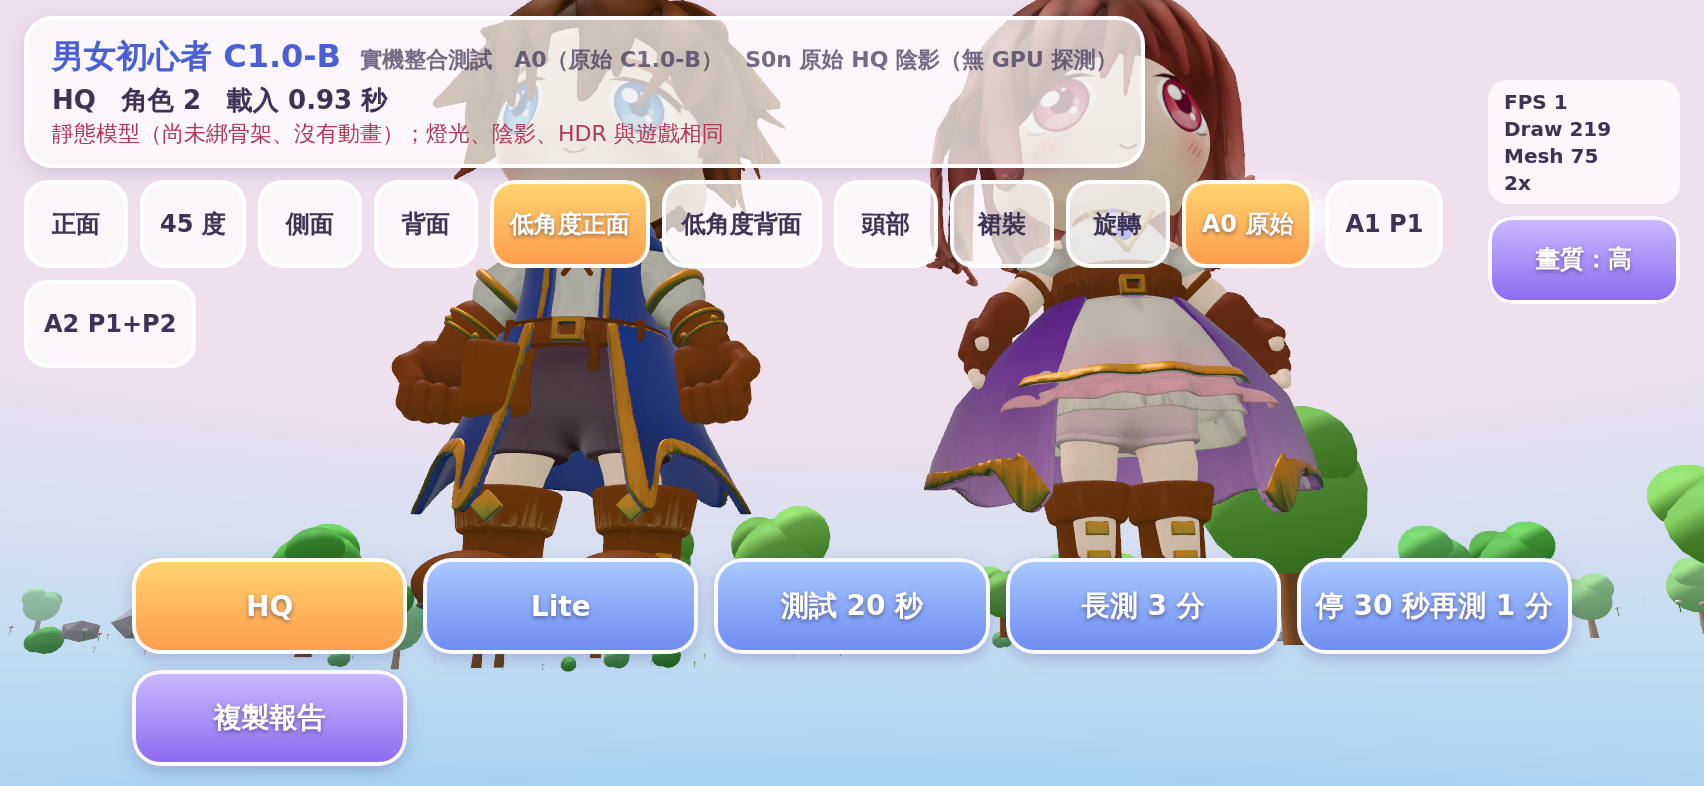 男女初心者 C1.0-B 實機整合測試 A0（原始 C1.0-B） S0n 原始 HQ 陰影（無 GPU 探測）
HQ 角色 2 載入 0.93 秒
靜態模型（尚未綁骨架、沒有動畫）；燈光、陰影、HDR 與遊戲相同
FPS 1
Draw 219
Mesh 75
2x
正面
45 度
側面
背面
低角度正面
低角度背面
頭部
裙裝
旋轉
A0 原始
A1 P1
畫質：高
A2 P1+P2
HQ
Lite
測試 20 秒
長測 3 分
停 30 秒再測 1 分
複製報告